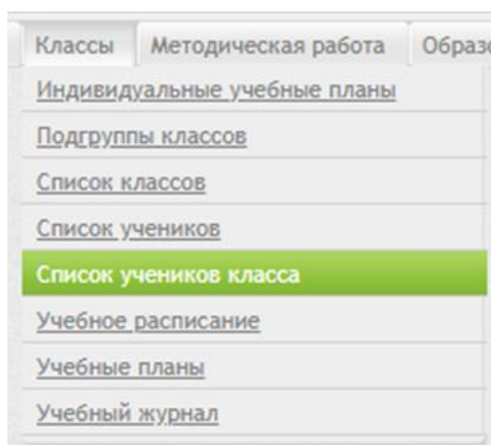 Классы Методическая работа Образо
Индивидуальные учебные планы
Подгруппы классов
Список классов
Список учеников
Список учеников класса
Учебное расписание
Учебные планы
Учебный журнал